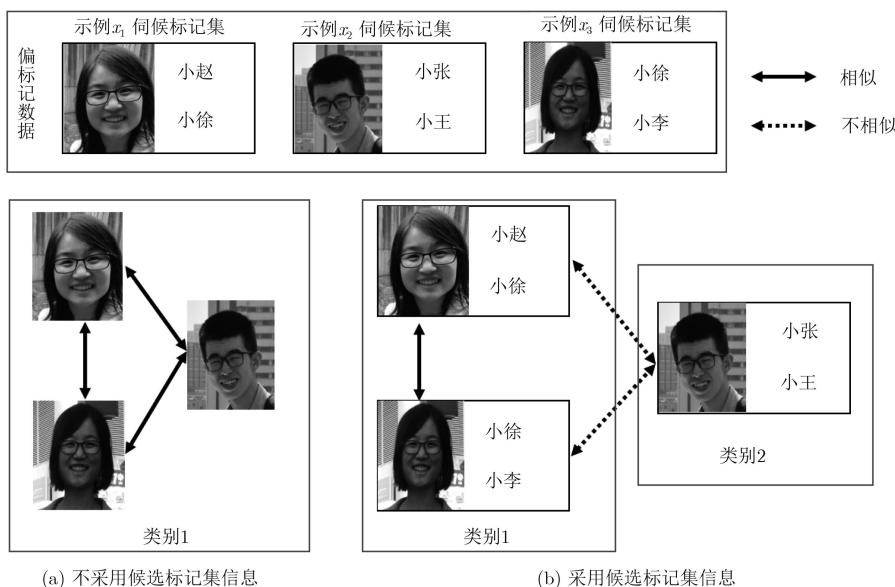 示例x₁ 伺候标记集
示例x₂ 伺候标记集
示例x₃ 伺候标记集
偏标记数据
小赵
小徐
小张
小王
小徐
小李
相似
不相似
类别1
小赵
小徐
小徐
小李
类别1
小张
小王
类别2
(a) 不采用候选标记集信息
(b) 采用候选标记集信息